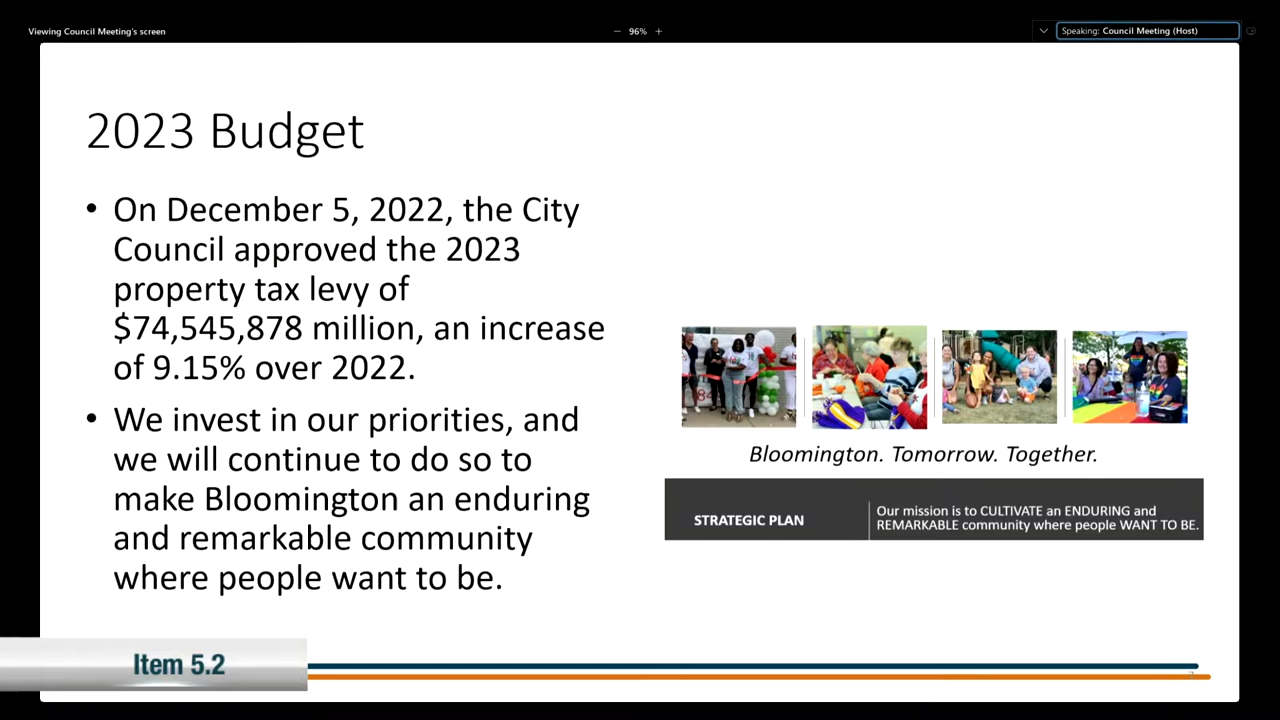 Viewing Council Meeting's screen
96%
Speaking: Council Meeting (Host)
2023 Budget
• On December 5, 2022, the City
Council approved the 2023
property tax levy of
$74,545,878 million, an increase
of 9.15% over 2022.
• We invest in our priorities, and
we will continue to do so to
make Bloomington an enduring
and remarkable community
where people want to be.
Bloomington. Tomorrow. Together.
STRATEGIC PLAN
Our mission is to CULTIVATE an ENDURING and
REMARKABLE community where people WANT TO BE.
Item 5.2